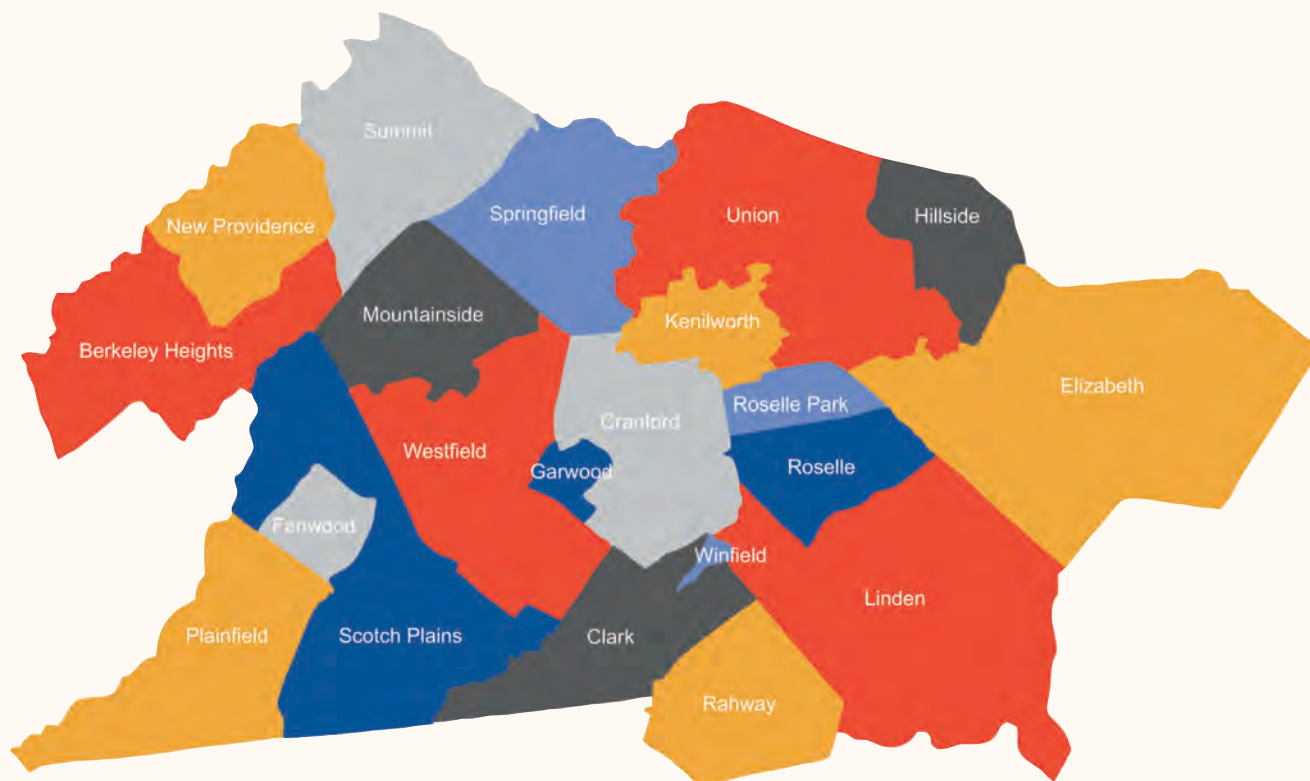 Summit
Springfield
Union
Hillside
New Providence
Mountainside
Kenilworth
Berkeley Heights
Elizabeth
Roselle Park
Cranford
Westfield
Garwood
Roselle
Fanwood
Winfield
Linden
Plainfield
Scotch Plains
Clark
Rahway